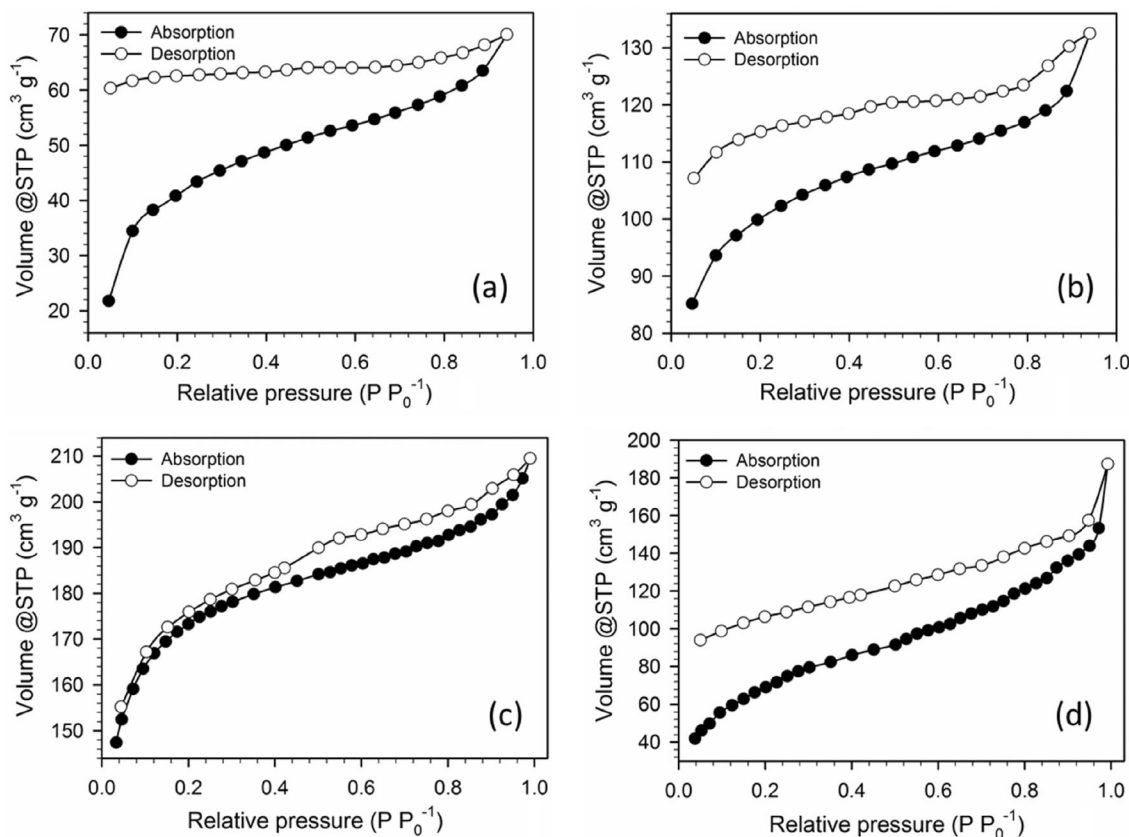 Absorption
Desorption
Volume @STP (cm³ g⁻¹)
70
60
50
40
30
20
(a)
0.0 0.2 0.4 0.6 0.8 1.0
Relative pressure (P P₀⁻¹)
Absorption
Desorption
Volume @STP (cm³ g⁻¹)
130
120
110
100
90
80
(b)
0.0 0.2 0.4 0.6 0.8 1.0
Relative pressure (P P₀⁻¹)
Absorption
Desorption
Volume @STP (cm³ g⁻¹)
210
200
190
180
170
160
150
(c)
0.0 0.2 0.4 0.6 0.8 1.0
Relative pressure (P P₀⁻¹)
Absorption
Desorption
Volume @STP (cm³ g⁻¹)
200
180
160
140
120
100
80
60
40
(d)
0.0 0.2 0.4 0.6 0.8 1.0
Relative pressure (P P₀⁻¹)